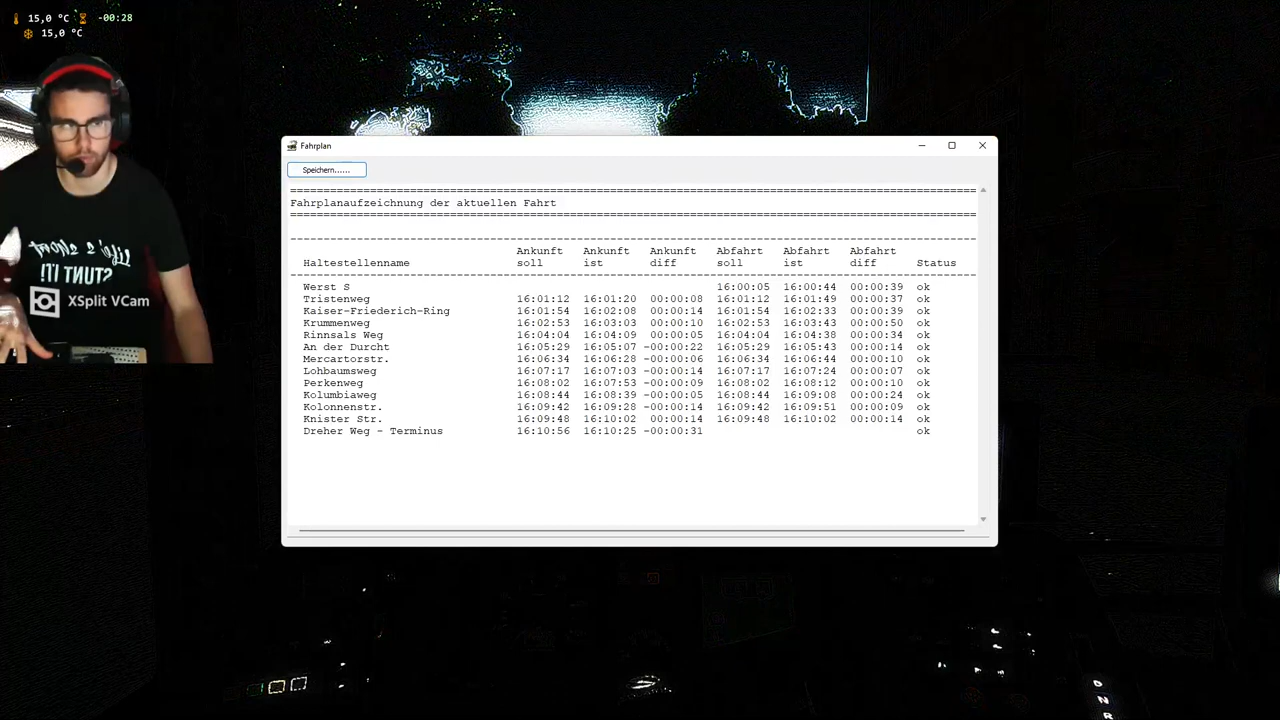 15,0 °C -00:28
15,0 °C
Life's 2 short
STUNT IT!
XSplit VCam
Fahrplan
Speichern......
Fahrplanaufzeichnung der aktuellen Fahrt
Ankunft Ankunft Ankunft Abfahrt Abfahrt Abfahrt
Haltestellenname soll ist diff soll ist diff Status
Werst S 16:00:05 16:00:44 00:00:39 ok
Tristenweg 16:01:12 16:01:20 00:00:08 16:01:12 16:01:49 00:00:37 ok
Kaiser-Friederich-Ring 16:01:54 16:02:08 00:00:14 16:01:54 16:02:33 00:00:39 ok
Krummenweg 16:02:53 16:03:03 00:00:10 16:02:53 16:03:43 00:00:50 ok
Rinnsals Weg 16:04:04 16:04:09 00:00:05 16:04:04 16:04:38 00:00:34 ok
An der Durcht 16:05:29 16:05:07 -00:00:22 16:05:29 16:05:43 00:00:14 ok
Mercartorstr. 16:06:34 16:06:28 -00:00:06 16:06:34 16:06:44 00:00:10 ok
Lohbaumsweg 16:07:17 16:07:03 -00:00:14 16:07:17 16:07:24 00:00:07 ok
Perkenweg 16:08:02 16:07:53 -00:00:09 16:08:02 16:08:12 00:00:10 ok
Kolumbiaweg 16:08:44 16:08:39 -00:00:05 16:08:44 16:09:08 00:00:24 ok
Kolonnenstr. 16:09:42 16:09:28 -00:00:14 16:09:42 16:09:51 00:00:09 ok
Knister Str. 16:09:48 16:10:02 00:00:14 16:09:48 16:10:02 00:00:14 ok
Dreher Weg - Terminus 16:10:56 16:10:25 -00:00:31 ok
D
N
R